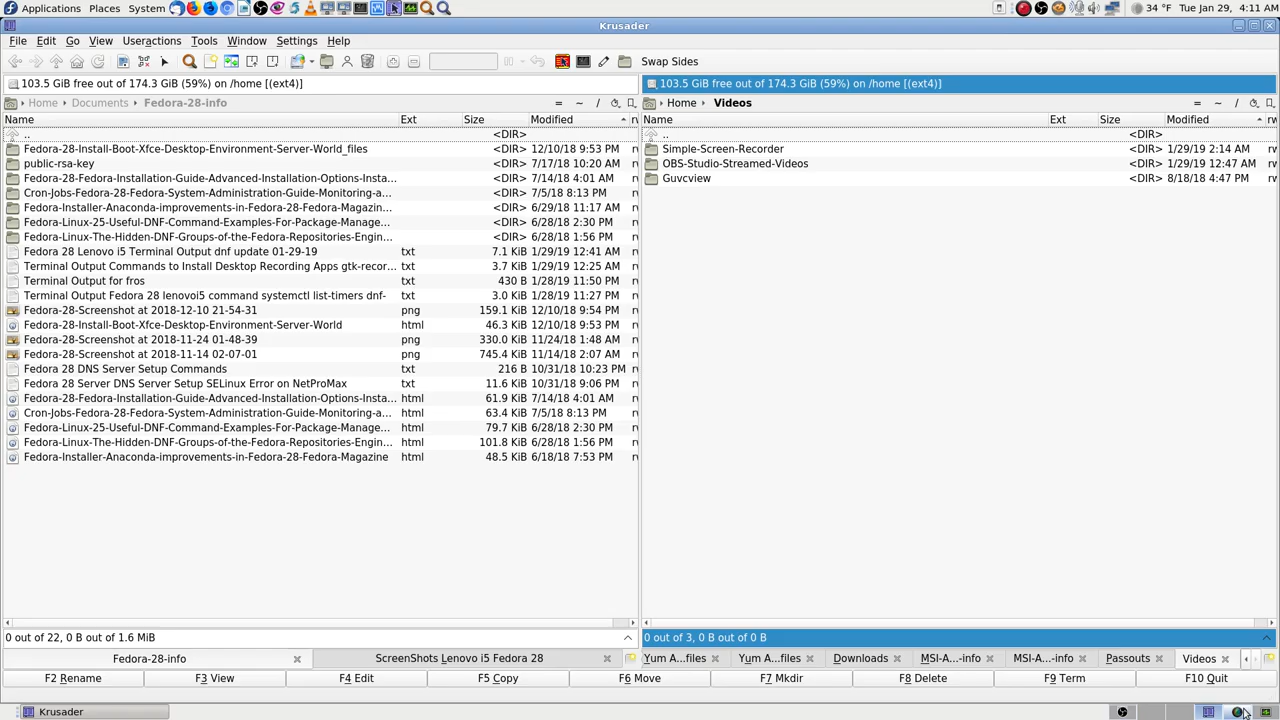 Applications Places System 34 °F Tue Jan 29, 4:11 AM
Krusader
File Edit Go View Useractions Tools Window Settings Help
Swap Sides
103.5 GiB free out of 174.3 GiB (59%) on /home [(ext4)]
Home › Documents › Fedora-28-info = ~ /
Name Ext Size Modified rw
.. <DIR>
Fedora-28-Install-Boot-Xfce-Desktop-Environment-Server-World_files <DIR> 12/10/18 9:53 PM
public-rsa-key <DIR> 7/17/18 10:20 AM
Fedora-28-Fedora-Installation-Guide-Advanced-Installation-Options-Insta... <DIR> 7/14/18 4:01 AM
Cron-Jobs-Fedora-28-Fedora-System-Administration-Guide-Monitoring-a... <DIR> 7/5/18 8:13 PM
Fedora-Installer-Anaconda-improvements-in-Fedora-28-Fedora-Magazin... <DIR> 6/29/18 11:17 AM
Fedora-Linux-25-Useful-DNF-Command-Examples-For-Package-Manage... <DIR> 6/28/18 2:30 PM
Fedora-Linux-The-Hidden-DNF-Groups-of-the-Fedora-Repositories-Engin... <DIR> 6/28/18 1:56 PM
Fedora 28 Lenovo i5 Terminal Output dnf update 01-29-19 txt 7.1 KiB 1/29/19 12:41 AM
Terminal Output Commands to Install Desktop Recording Apps gtk-recor... txt 3.7 KiB 1/29/19 12:25 AM
Terminal Output for fros txt 430 B 1/28/19 11:50 PM
Terminal Output Fedora 28 lenovoi5 command systemctl list-timers dnf- txt 3.0 KiB 1/28/19 11:27 PM
Fedora-28-Screenshot at 2018-12-10 21-54-31 png 159.1 KiB 12/10/18 9:54 PM
Fedora-28-Install-Boot-Xfce-Desktop-Environment-Server-World html 46.3 KiB 12/10/18 9:53 PM
Fedora-28-Screenshot at 2018-11-24 01-48-39 png 330.0 KiB 11/24/18 1:48 AM
Fedora-28-Screenshot at 2018-11-14 02-07-01 png 745.4 KiB 11/14/18 2:07 AM
Fedora 28 DNS Server Setup Commands txt 216 B 10/31/18 10:23 PM
Fedora 28 Server DNS Server Setup SELinux Error on NetProMax txt 11.6 KiB 10/31/18 9:06 PM
Fedora-28-Fedora-Installation-Guide-Advanced-Installation-Options-Insta... html 61.9 KiB 7/14/18 4:01 AM
Cron-Jobs-Fedora-28-Fedora-System-Administration-Guide-Monitoring-a... html 63.4 KiB 7/5/18 8:13 PM
Fedora-Linux-25-Useful-DNF-Command-Examples-For-Package-Manage... html 79.7 KiB 6/28/18 2:30 PM
Fedora-Linux-The-Hidden-DNF-Groups-of-the-Fedora-Repositories-Engin... html 101.8 KiB 6/28/18 1:56 PM
Fedora-Installer-Anaconda-improvements-in-Fedora-28-Fedora-Magazine html 48.5 KiB 6/18/18 7:53 PM
0 out of 22, 0 B out of 1.6 MiB
Fedora-28-info ScreenShots Lenovo i5 Fedora 28
103.5 GiB free out of 174.3 GiB (59%) on /home [(ext4)]
Home › Videos = ~ /
Name Ext Size Modified rw
.. <DIR>
Simple-Screen-Recorder <DIR> 1/29/19 2:14 AM
OBS-Studio-Streamed-Videos <DIR> 1/29/19 12:47 AM
Guvcview <DIR> 8/18/18 4:47 PM
0 out of 3, 0 B out of 0 B
Yum A...files Yum A...files Downloads MSI-A...-info MSI-A...-info Passouts Videos
F2 Rename F3 View F4 Edit F5 Copy F6 Move F7 Mkdir F8 Delete F9 Term F10 Quit
Krusader